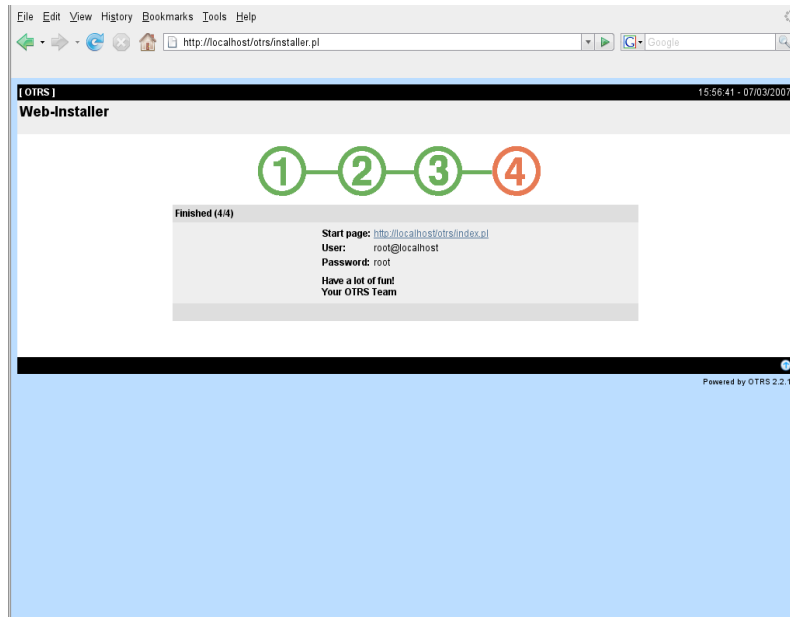 File Edit View History Bookmarks Tools Help
http://localhost/otrs/installer.pl
G Google
[ OTRS ] 15:56:41 - 07/03/2007
Web-Installer
1 2 3 4
Finished (4/4)
Start page: http://localhost/otrs/index.pl
User: root@localhost
Password: root
Have a lot of fun!
Your OTRS Team
Powered by OTRS 2.2.1